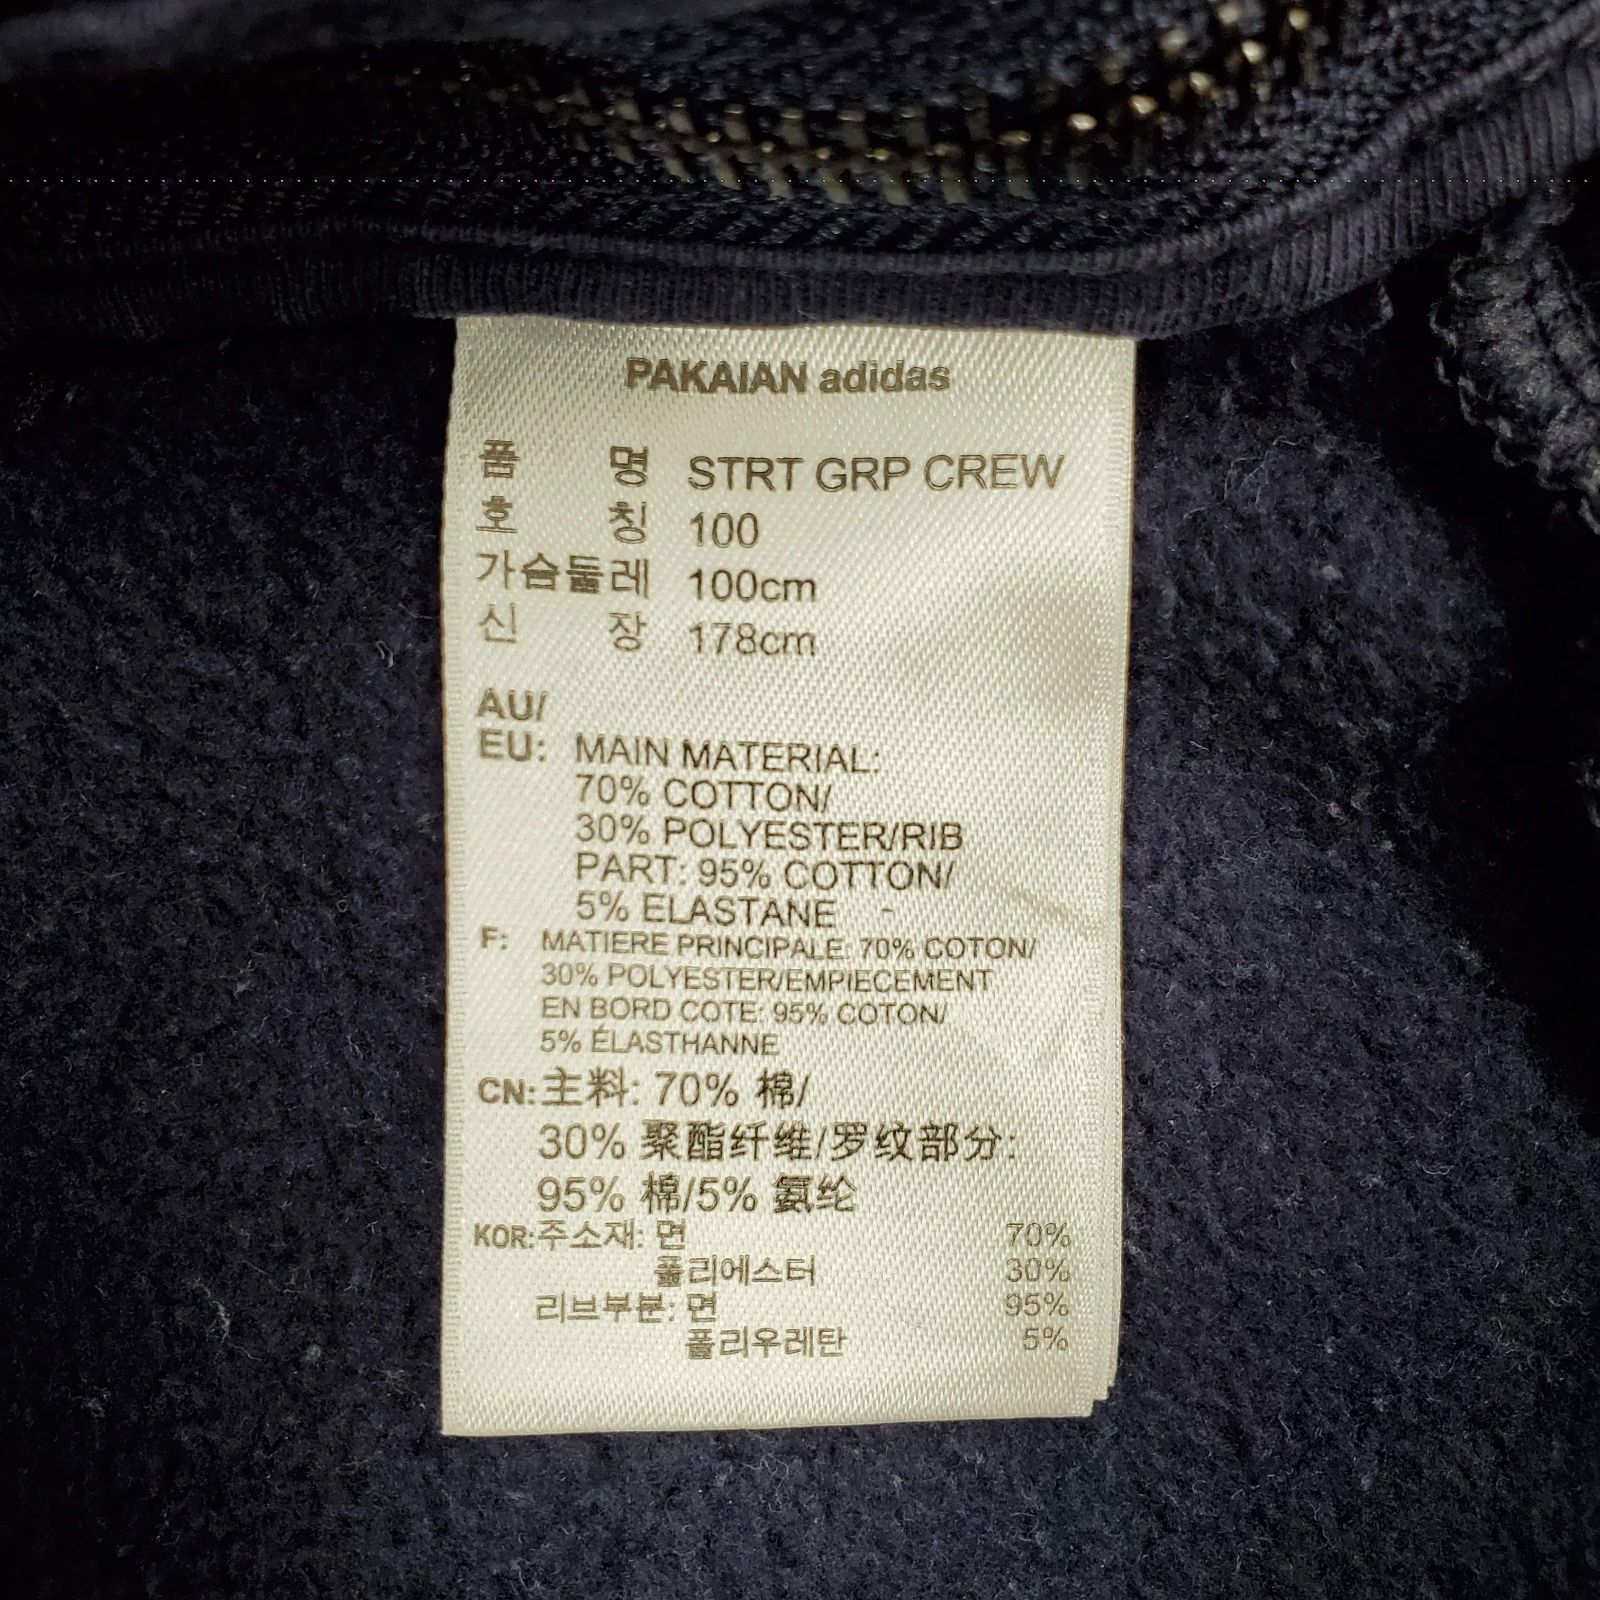 PAKAIAN adidas
품 명 STRT GRP CREW
호 칭 100
가슴둘레 100cm
신 장 178cm
AU/
EU: MAIN MATERIAL:
70% COTTON/
30% POLYESTER/RIB
PART: 95% COTTON/
5% ELASTANE -
F: MATIERE PRINCIPALE: 70% COTON/
30% POLYESTER/EMPIECEMENT
EN BORD COTE: 95% COTON/
5% ÉLASTHANNE
CN: 主料: 70% 棉/
30% 聚酯纤维/罗纹部分:
95% 棉/5% 氨纶
KOR: 주소재: 면 70%
폴리에스터 30%
리브부분: 면 95%
폴리우레탄 5%